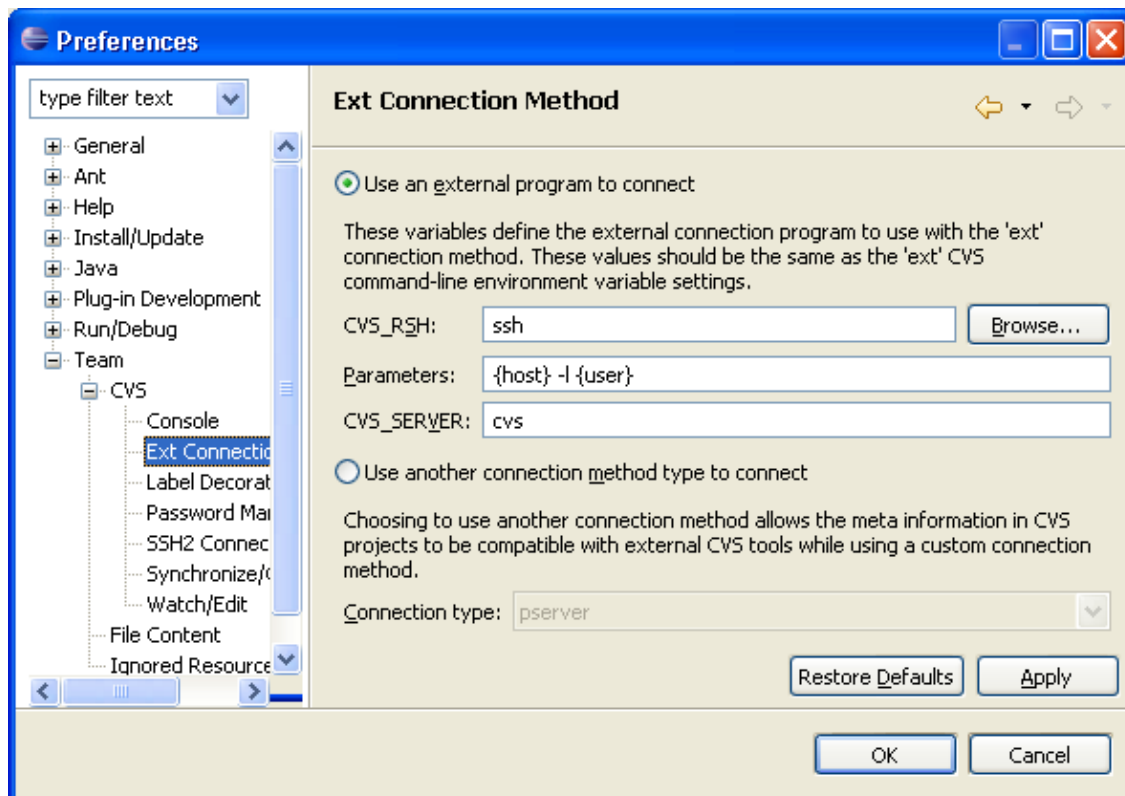 Preferences
type filter text
General
Ant
Help
Install/Update
Java
Plug-in Development
Run/Debug
Team
CVS
Console
Ext Connectio
Label Decorat
Password Ma
SSH2 Connec
Synchronize/
Watch/Edit
File Content
Ignored Resource
Ext Connection Method
Use an external program to connect
These variables define the external connection program to use with the 'ext'
connection method. These values should be the same as the 'ext' CVS
command-line environment variable settings.
CVS_RSH: ssh Browse...
Parameters: {host} -l {user}
CVS_SERVER: cvs
Use another connection method type to connect
Choosing to use another connection method allows the meta information in CVS
projects to be compatible with external CVS tools while using a custom connection
method.
Connection type: pserver
Restore Defaults Apply
OK Cancel